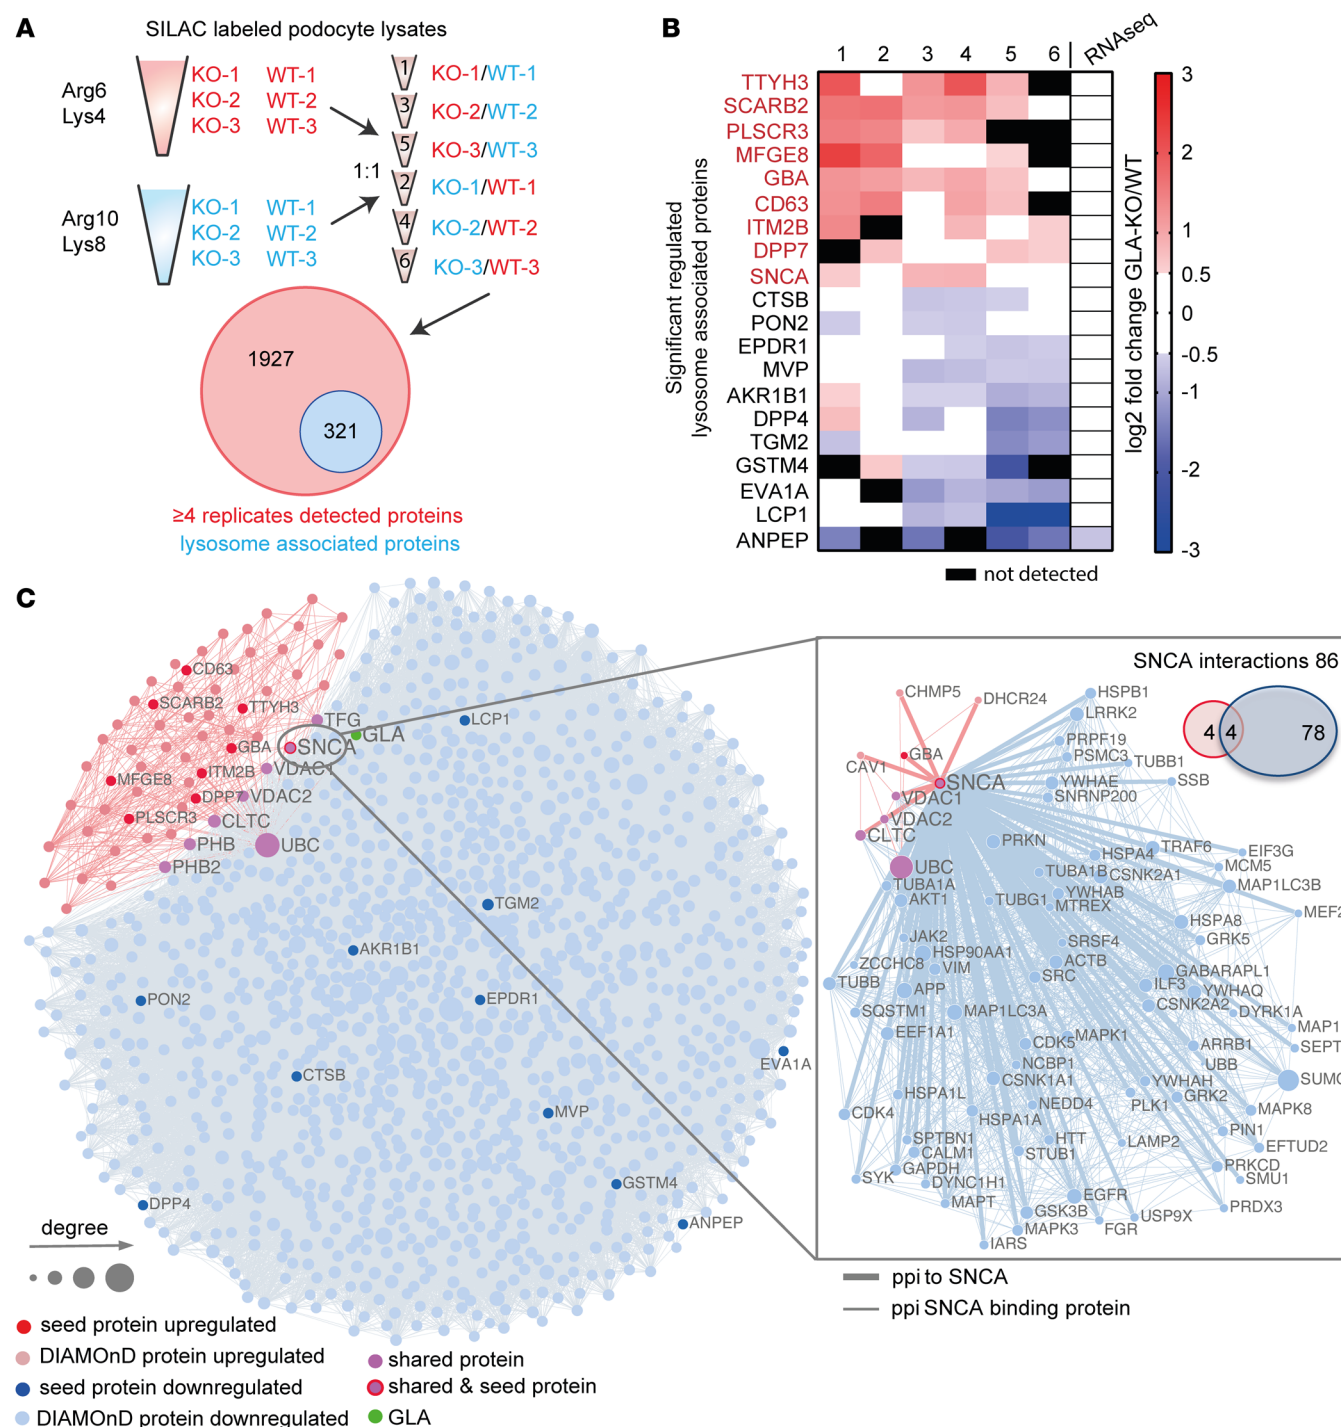 A
SILAC labeled podocyte lysates
Arg6
Lys4
KO-1 WT-1
KO-2 WT-2
KO-3 WT-3
Arg10
Lys8
KO-1 WT-1
KO-2 WT-2
KO-3 WT-3
1:1
1 KO-1/WT-1
3 KO-2/WT-2
5 KO-3/WT-3
2 KO-1/WT-1
4 KO-2/WT-2
6 KO-3/WT-3
1927
321
≥4 replicates detected proteins
lysosome associated proteins
B
1 2 3 4 5 6 RNAseq
Significant regulated
lysosome associated proteins
TTYH3
SCARB2
PLSCR3
MFGE8
GBA
CD63
ITM2B
DPP7
SNCA
CTSB
PON2
EPDR1
MVP
AKR1B1
DPP4
TGM2
GSTM4
EVA1A
LCP1
ANPEP
not detected
log2 fold change GLA-KO/WT
3
2
1
0.5
0
-0.5
-1
-2
-3
C
CD63
SCARB2
TTYH3
TFG
GLA
LCP1
GBA
SNCA
ITM2B
VDAC1
MFGE8
DPP7
VDAC2
PLSCR3
CLTC
PHB
UBC
PHB2
TGM2
AKR1B1
PON2
EPDR1
EVA1A
CTSB
MVP
GSTM4
DPP4
ANPEP
degree
seed protein upregulated
DIAMOnD protein upregulated
seed protein downregulated
DIAMOnD protein downregulated
shared protein
shared & seed protein
GLA
SNCA interactions 86
4 4 78
CHMP5
DHCR24
HSPB1
LRRK2
PRPF19
PSMC3
TUBB1
GBA
CAV1
SNCA
YWHAE
SSB
SNRNP200
VDAC1
VDAC2
CLTC
PRKN
TRAF6
EIF3G
HSPA4
MCM5
UBC
TUBA1B
CSNK2A1
MAP1LC3B
TUBA1A
YWHAB
AKT1
TUBG1
MTREX
MEF2
HSPA8
JAK2
GRK5
SRSF4
HSP90AA1
ZCCHC8
VIM
ACTB
GABARAPL1
TUBB
SRC
ILF3
YWHAQ
APP
CSNK2A2
DYRK1A
SQSTM1
MAP1LC3A
EEF1A1
MAPK1
MAP1
CDK5
ARRB1
SEPT
NCBP1
UBB
CSNK1A1
YWHAH
SUMO
HSPA1L
NEDD4
GRK2
PLK1
MAPK8
CDK4
HSPA1A
PIN1
SPTBN1
HTT
LAMP2
EFTUD2
CALM1
STUB1
GAPDH
PRKCD
SYK
DYNC1H1
SMU1
MAPT
EGFR
PRDX3
GSK3B
USP9X
MAPK3
FGR
IARS
ppi to SNCA
ppi SNCA binding protein